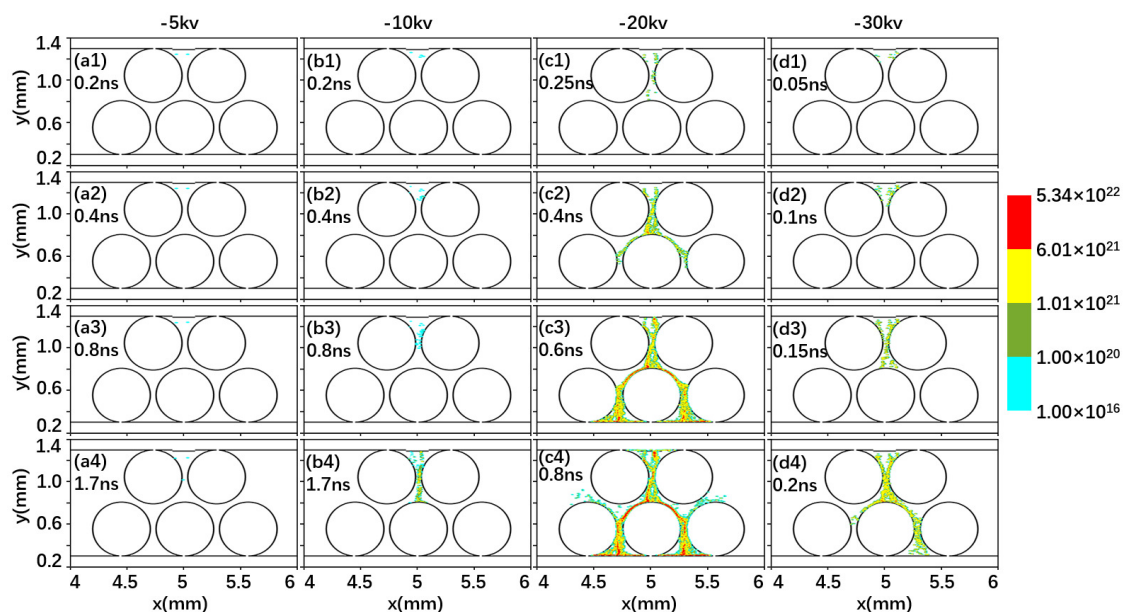 -5kv -10kv -20kv -30kv
1.4 (a1) (b1) (c1) (d1)
0.2ns 0.2ns 0.25ns 0.05ns
y(mm) 1.0
0.6
0.2
1.4 (a2) (b2) (c2) (d2)
0.4ns 0.4ns 0.4ns 0.1ns
y(mm) 1.0
0.6
0.2
1.4 (a3) (b3) (c3) (d3)
0.8ns 0.8ns 0.6ns 0.15ns
y(mm) 1.0
0.6
0.2
1.4 (a4) (b4) (c4) (d4)
1.7ns 1.7ns 0.8ns 0.2ns
y(mm) 1.0
0.6
0.2
4 4.5 5 5.5 6 4.5 5 5.5 6 4.5 5 5.5 6 4.5 5 5.5 6
x(mm) x(mm) x(mm) x(mm)
5.34×10²²
6.01×10²¹
1.01×10²¹
1.00×10²⁰
1.00×10¹⁶